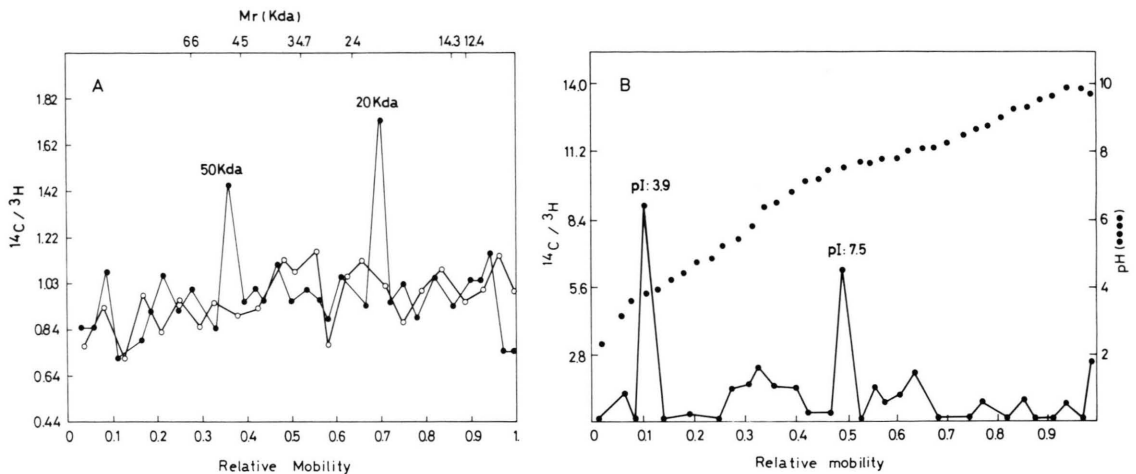 Mr (Kda)
66 45 34.7 24 14.3 12.4
A
1.82
1.62
1.42
1.22
1.03
0.84
0.64
0.44
14C / 3H
50Kda
20Kda
0 0.1 0.2 0.3 0.4 0.5 0.6 0.7 0.8 0.9 1.
Relative Mobility
B
14.0
11.2
8.4
5.6
2.8
14C / 3H
pI: 3.9
pI: 7.5
10
8
6
4
2
pH (●●●●●)
0 0.1 0.2 0.3 0.4 0.5 0.6 0.7 0.8 0.9
Relative mobility